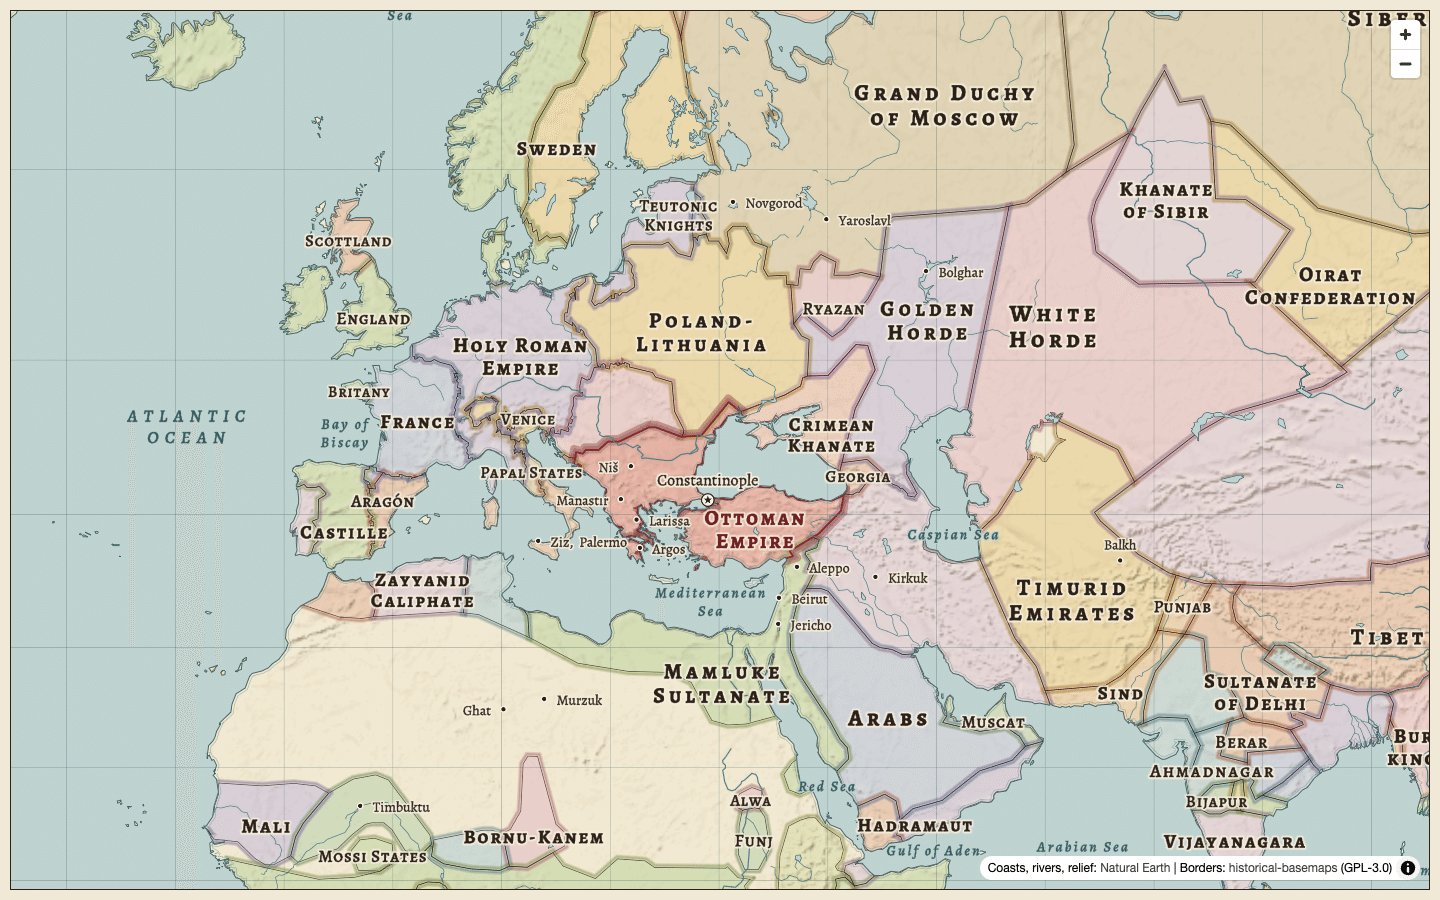 Sea
SIBER
+
−
GRAND DUCHY
OF MOSCOW
SWEDEN
KHANATE
OF SIBIR
TEUTONIC
KNIGHTS
Novgorod
Yaroslavl
SCOTTLAND
Bolghar
OIRAT
CONFEDERATION
ENGLAND
RYAZAN
GOLDEN
HORDE
WHITE
HORDE
POLAND-
LITHUANIA
HOLY ROMAN
EMPIRE
BRITANY
ATLANTIC
OCEAN
Bay of
Biscay
FRANCE
VENICE
CRIMEAN
KHANATE
PAPAL STATES
Niš
Constantinople
GEORGIA
ARAGÓN
Manastır
Larissa
OTTOMAN
EMPIRE
CASTILLE
Ziz, Palermo
Argos
Caspian Sea
Balkh
Aleppo
Kirkuk
ZAYYANID
CALIPHATE
Mediterranean
Sea
Beirut
Jericho
TIMURID
EMIRATES
PUNJAB
TIBET
MAMLUKE
SULTANATE
Ghat
Murzuk
SIND
SULTANATE
OF DELHI
ARABS
MUSCAT
BERAR
BUR
KING
AHMADNAGAR
Red Sea
ALWA
BIJAPUR
Timbuktu
MALI
BORNU-KANEM
HADRAMAUT
FUNJ
MOSSI STATES
Gulf of Aden
Arabian Sea
VIJAYANAGARA
Coasts, rivers, relief: Natural Earth | Borders: historical-basemaps (GPL-3.0)